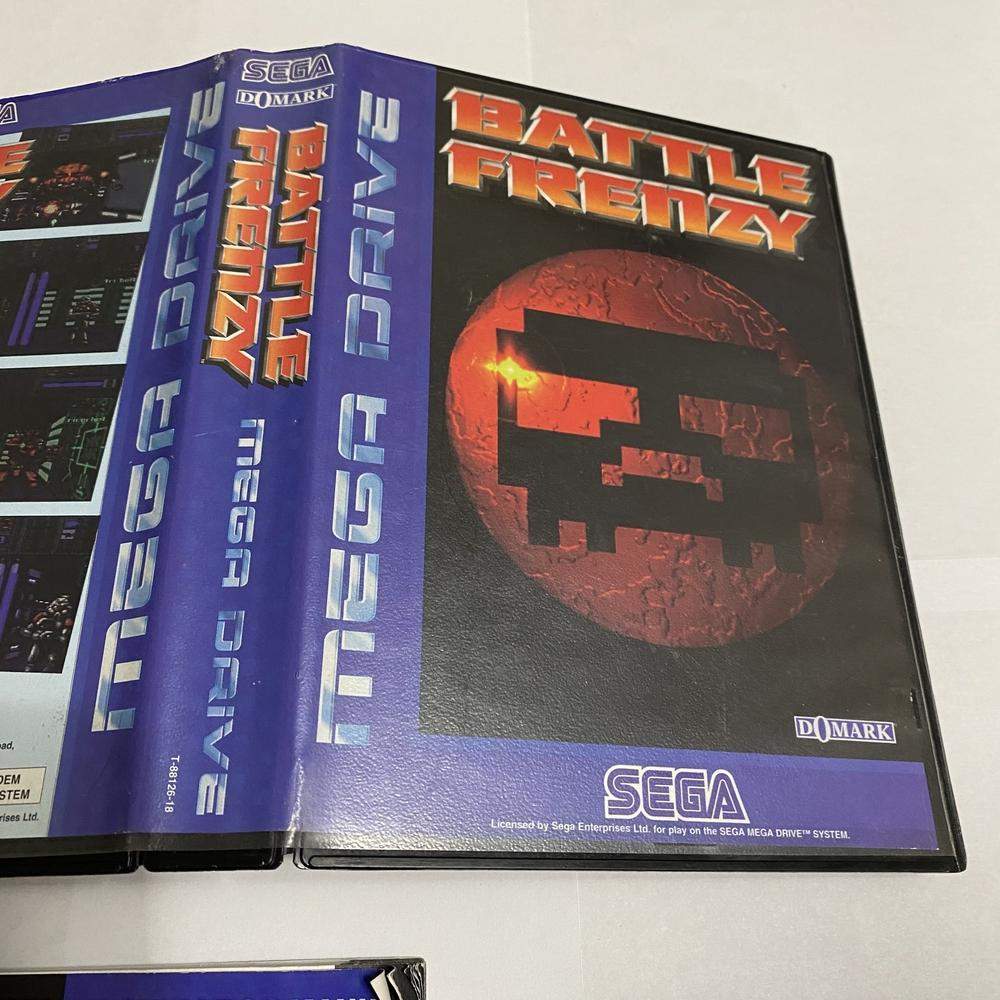 SEGA
DOMARK
BATTLE
FRENZY
MEGA DRIVE
T-88126-18
MEGA DRIVE
BATTLE
FRENZY
MEGA DRIVE
DOMARK
SEGA
Licensed by Sega Enterprises Ltd. for play on the SEGA MEGA DRIVE™ SYSTEM.